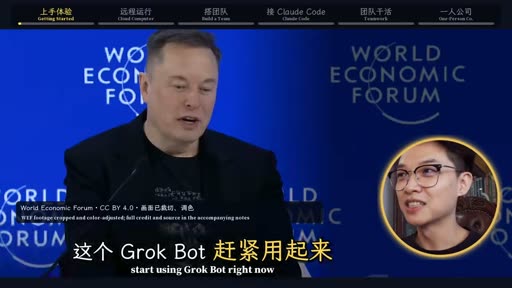 上手体验
Getting Started
远程运行
Cloud Computer
搭团队
Build a Team
接 Claude Code
Claude Code
团队干活
Teamwork
一人公司
One-Person Co.
WORLD
ECONOMIC
FORUM
WORLD
ECONOMIC
FORUM
WORLD
ECONOMIC
FORUM
World Economic Forum · CC BY 4.0 · 画面已裁切、调色
WEF footage cropped and color-adjusted; full credit and source in the accompanying notes
这个 Grok Bot 赶紧用起来
start using Grok Bot right now